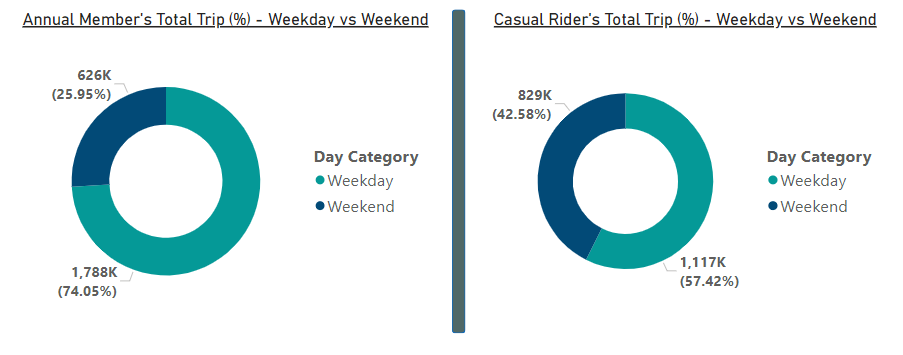 Annual Member's Total Trip (%) - Weekday vs Weekend
626K
(25.95%)
Day Category
Weekday
Weekend
1,788K
(74.05%)
Casual Rider's Total Trip (%) - Weekday vs Weekend
829K
(42.58%)
Day Category
Weekday
Weekend
1,117K
(57.42%)